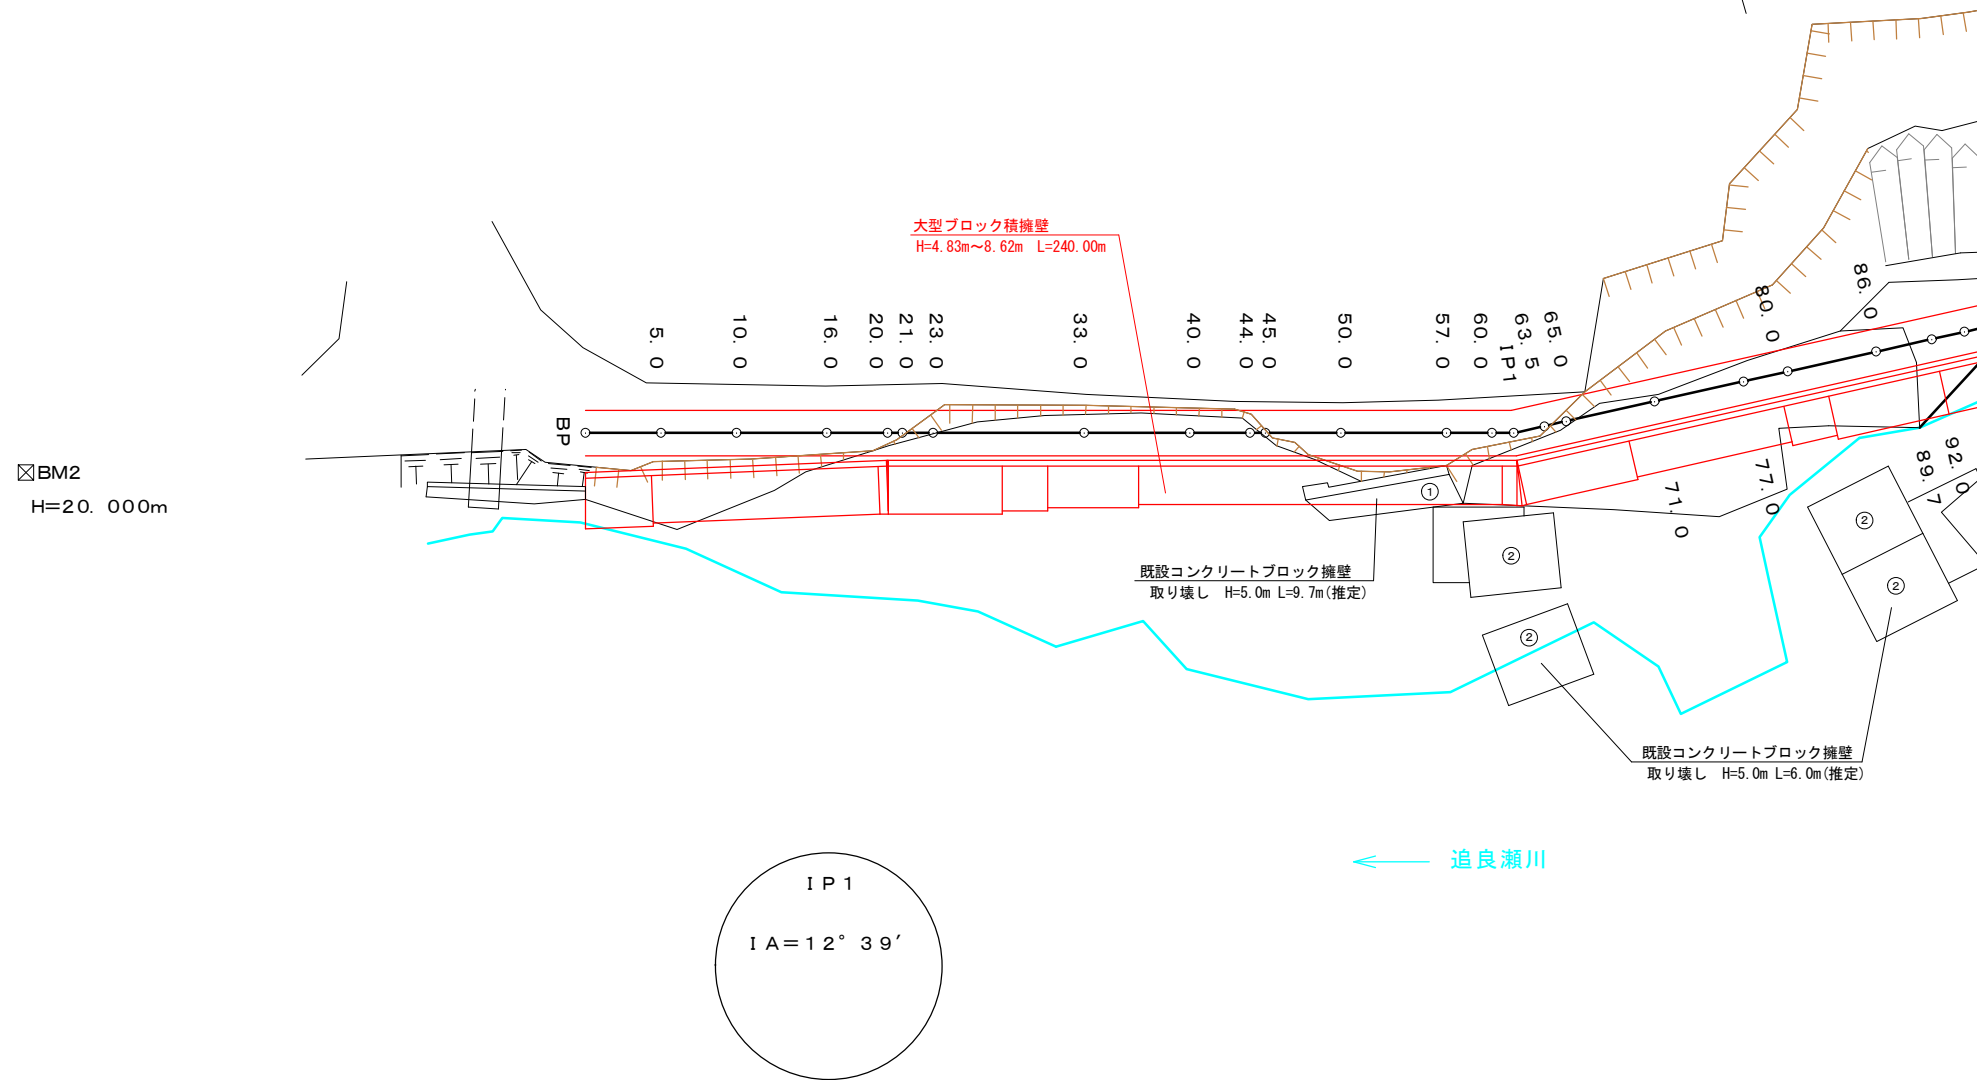 大型ブロック積擁壁
H=4.83m～8.62m　L=240.00m
BP
5.0
10.0
16.0
20.0
21.0
23.0
33.0
40.0
44.0
45.0
50.0
57.0
60.0
IP1
63.5
65.0
71.0
77.0
80.0
86.0
89.7
92.0
BM2
H=20.000m
①
②
②
②
②
既設コンクリートブロック擁壁
取り壊し　H=5.0m L=9.7m(推定)
既設コンクリートブロック擁壁
取り壊し　H=5.0m L=6.0m(推定)
追良瀬川
ＩＰ１
ＩＡ＝１２°３９′